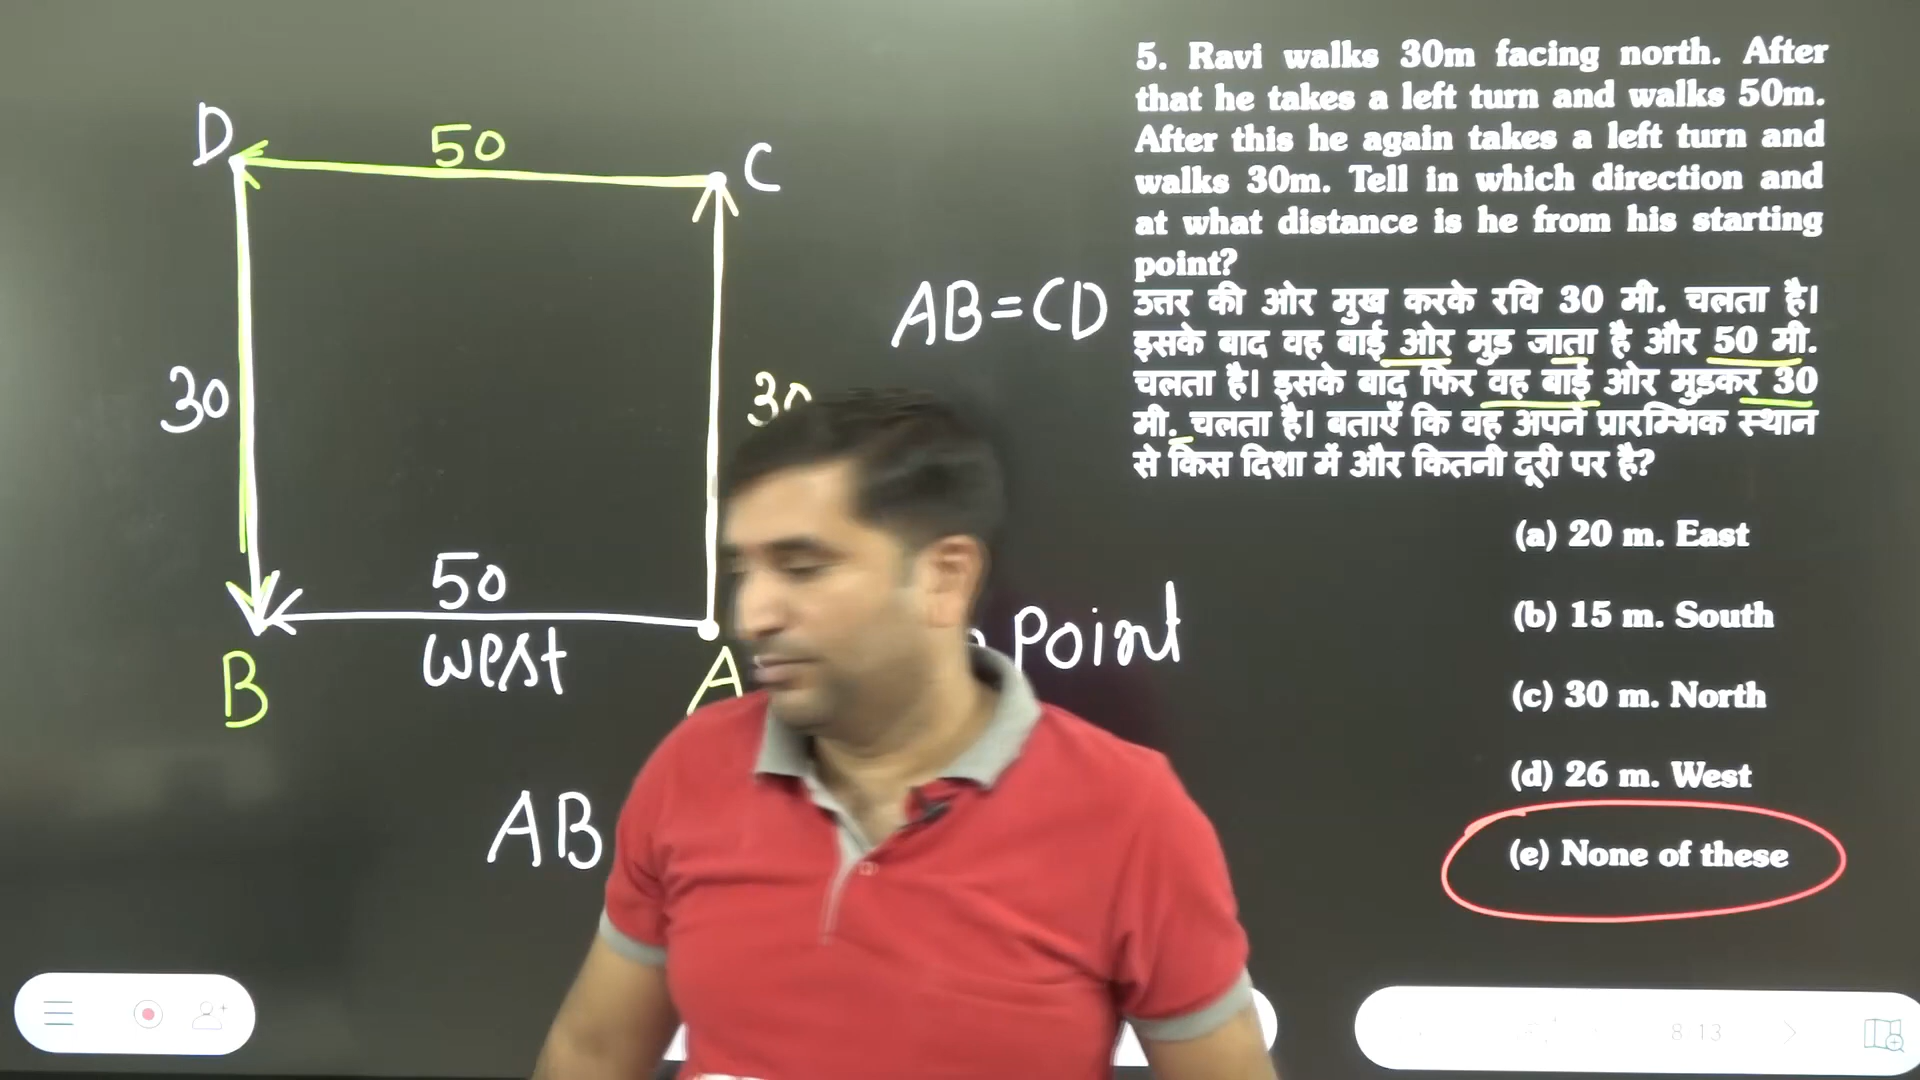 5. Ravi walks 30m facing north. After
that he takes a left turn and walks 50m.
After this he again takes a left turn and
walks 30m. Tell in which direction and
at what distance is he from his starting
point?
उत्तर की ओर मुख करके रवि 30 मी. चलता है।
इसके बाद वह बाईं ओर मुड़ जाता है और 50 मी.
चलता है। इसके बाद फिर वह बाईं ओर मुड़कर 30
मी. चलता है। बताएँ कि वह अपने प्रारम्भिक स्थान
से किस दिशा में और कितनी दूरी पर है?
(a) 20 m. East
(b) 15 m. South
(c) 30 m. North
(d) 26 m. West
(e) None of these
D
50
C
AB=CD
30
30
50
west
Point
B
A
AB
8 13